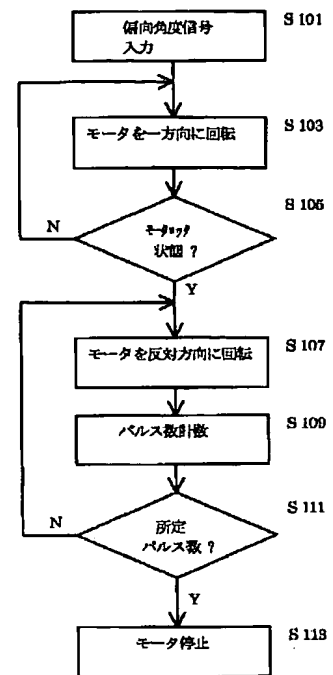 偏向角度信号
入力
S 101
モータを一方向に回転
S 103
モータロック
状態？
S 105
N
Y
モータを反対方向に回転
S 107
パルス数計数
S 109
所定
パルス数？
S 111
N
Y
モータ停止
S 113